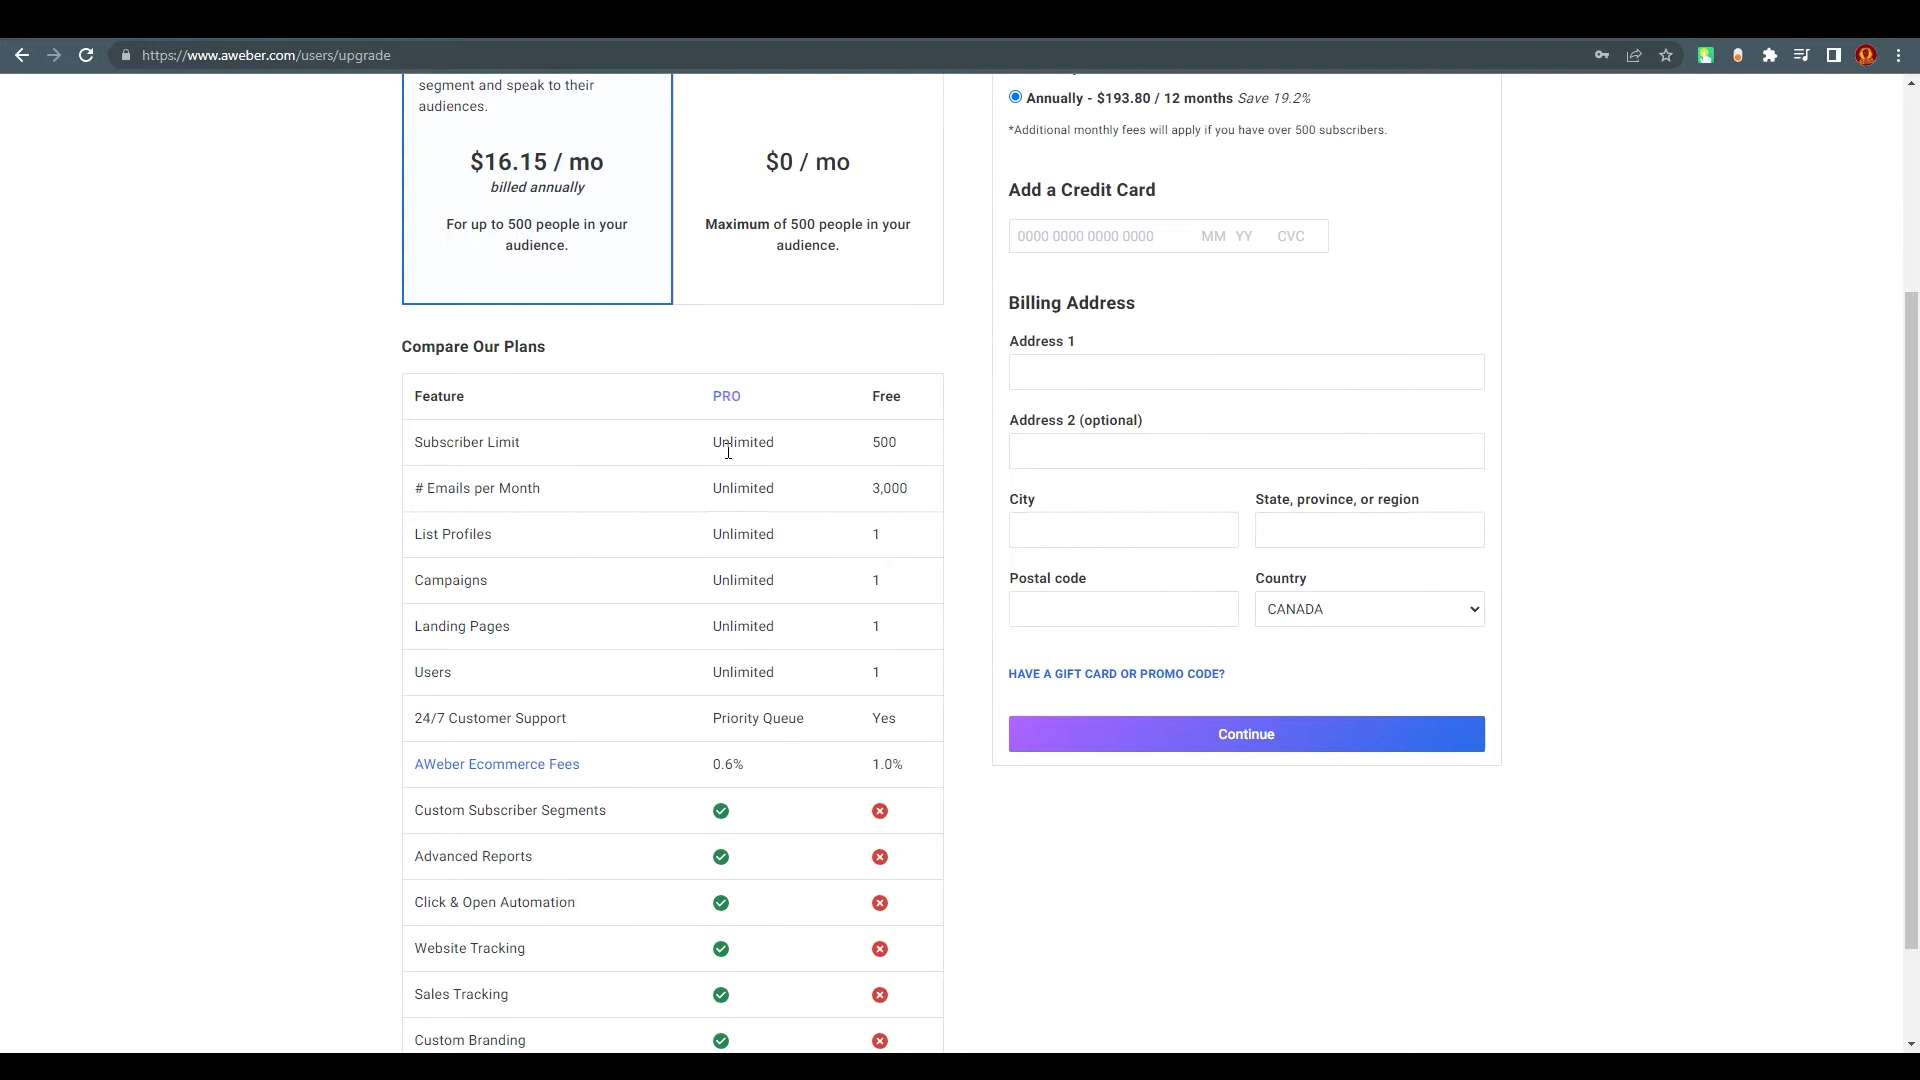 https://www.aweber.com/users/upgrade
segment and speak to their
audiences.
$16.15 / mo
billed annually
For up to 500 people in your
audience.
$0 / mo
Maximum of 500 people in your
audience.
Compare Our Plans
Feature PRO Free
Subscriber Limit Unlimited 500
# Emails per Month Unlimited 3,000
List Profiles Unlimited 1
Campaigns Unlimited 1
Landing Pages Unlimited 1
Users Unlimited 1
24/7 Customer Support Priority Queue Yes
AWeber Ecommerce Fees 0.6% 1.0%
Custom Subscriber Segments
Advanced Reports
Click & Open Automation
Website Tracking
Sales Tracking
Custom Branding
Annually - $193.80 / 12 months Save 19.2%
*Additional monthly fees will apply if you have over 500 subscribers.
Add a Credit Card
0000 0000 0000 0000 MM YY CVC
Billing Address
Address 1
Address 2 (optional)
City State, province, or region
Postal code Country
CANADA
HAVE A GIFT CARD OR PROMO CODE?
Continue